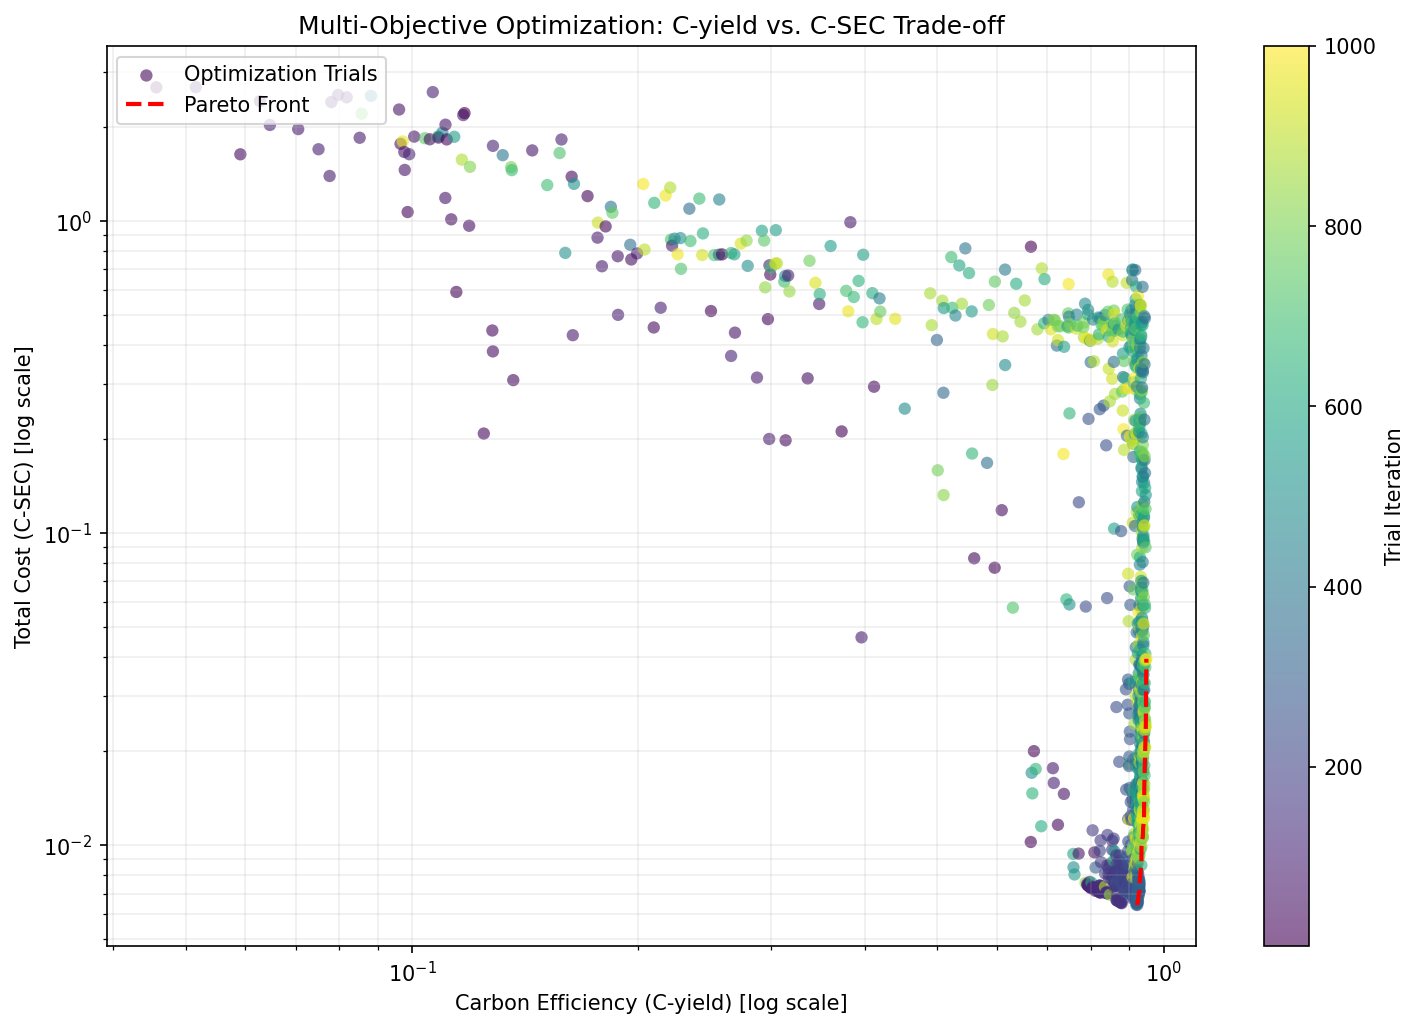 Multi-Objective Optimization: C-yield vs. C-SEC Trade-off
Optimization Trials
Pareto Front
Total Cost (C-SEC) [log scale]
10⁰
10⁻¹
10⁻²
10⁻¹
10⁰
Carbon Efficiency (C-yield) [log scale]
1000
800
600
400
200
Trial Iteration